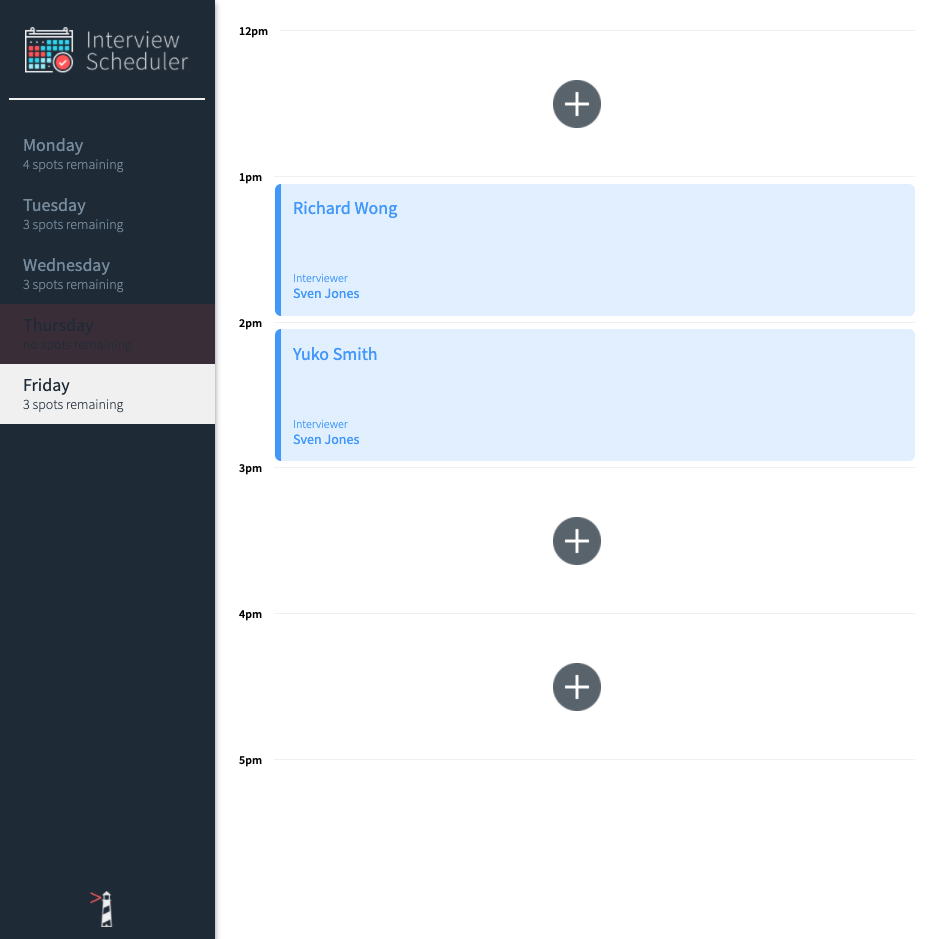 Interview
Scheduler
Monday
4 spots remaining
Tuesday
3 spots remaining
Wednesday
3 spots remaining
Thursday
no spots remaining
Friday
3 spots remaining
12pm
1pm
Richard Wong
Interviewer
Sven Jones
2pm
Yuko Smith
Interviewer
Sven Jones
3pm
4pm
5pm